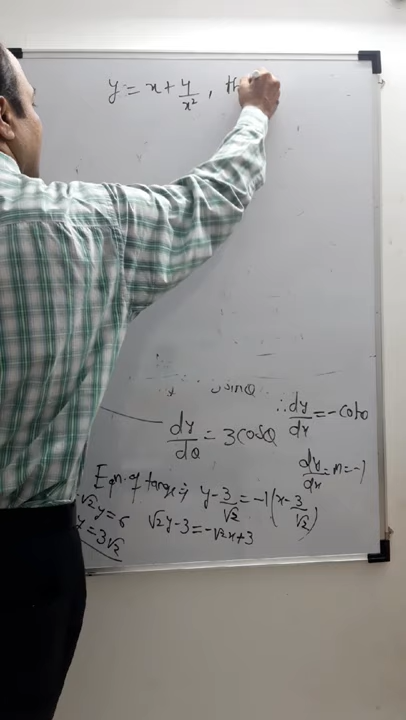 y = x + 4/x², th
sinθ
dy/dθ = 3cosθ
∴ dy/dx = -cotθ
dy/dx = m = -1
Eqn. of tange is y - 3/√2 = -1(x - 3/√2)
√2y = 6
√2y - 3 = -√2x + 3
y = 3√2